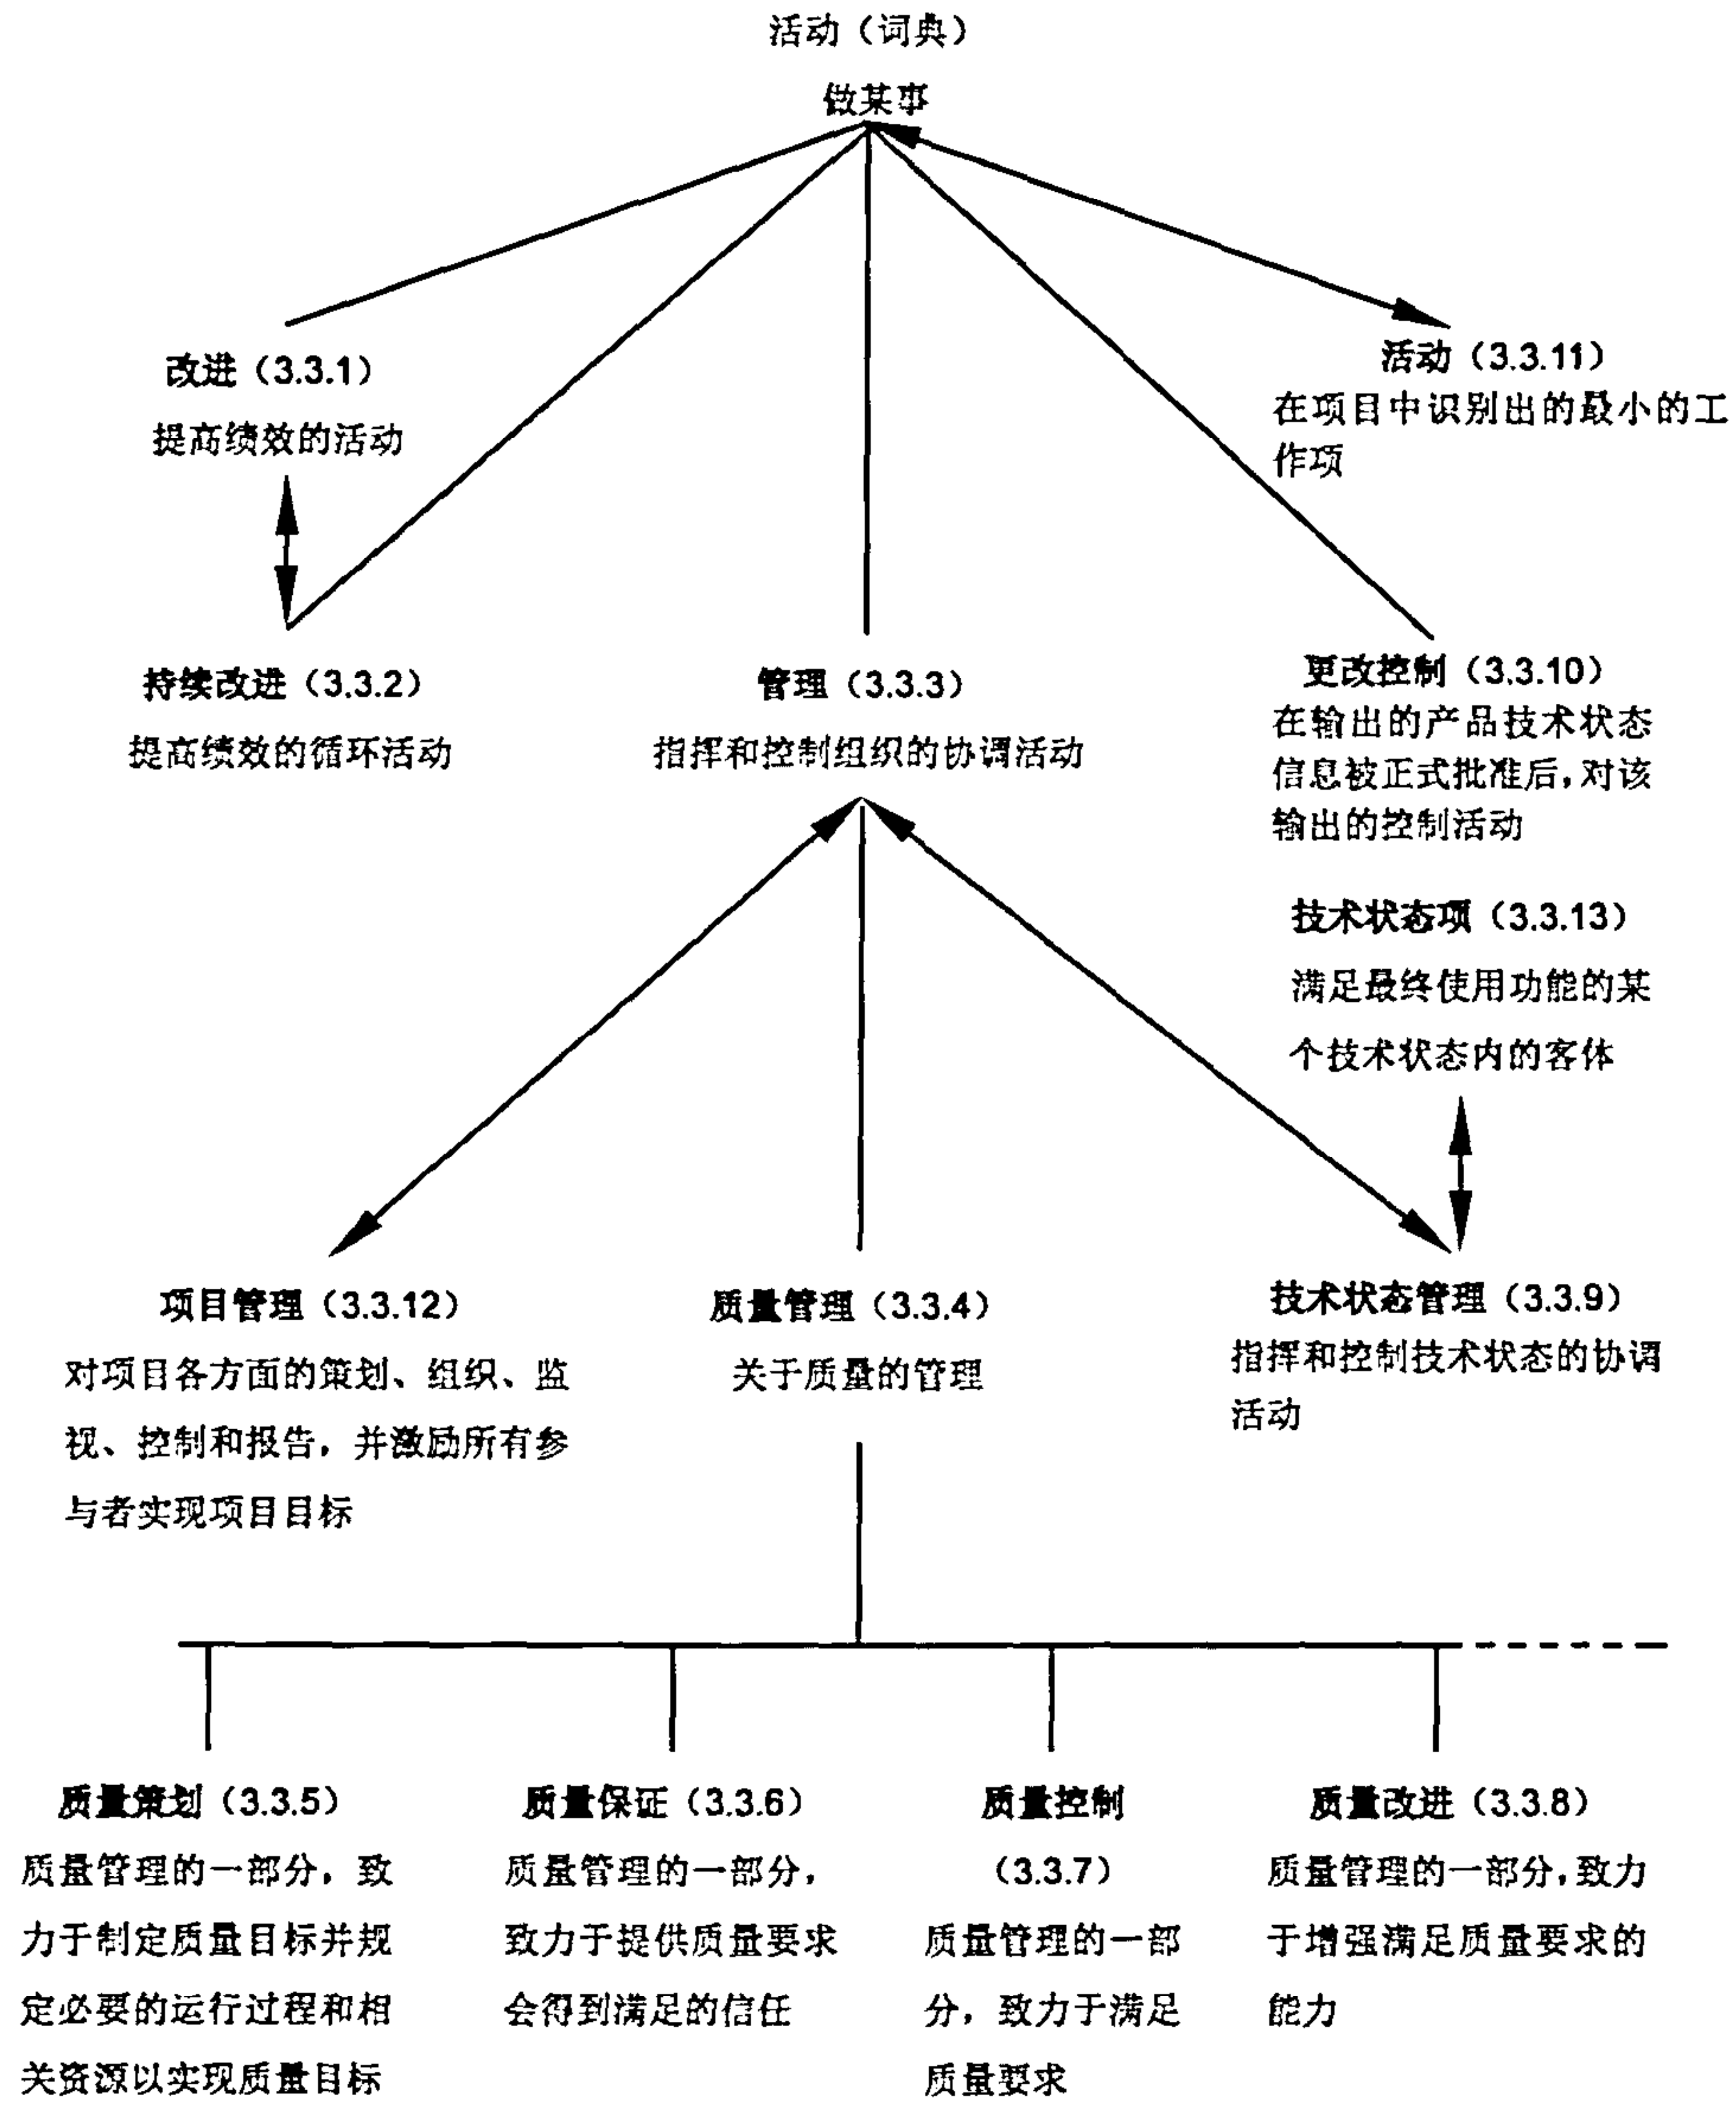 活动（词典）
做某事
改进（3.3.1）
提高绩效的活动
活动（3.3.11）
在项目中识别出的最小的工
作项
持续改进（3.3.2）
提高绩效的循环活动
管理（3.3.3）
指挥和控制组织的协调活动
更改控制（3.3.10）
在输出的产品技术状态
信息被正式批准后，对该
输出的控制活动
技术状态项（3.3.13）
满足最终使用功能的某
个技术状态内的客体
项目管理（3.3.12）
对项目各方面的策划、组织、监
视、控制和报告，并激励所有参
与者实现项目目标
质量管理（3.3.4）
关于质量的管理
技术状态管理（3.3.9）
指挥和控制技术状态的协调
活动
质量策划（3.3.5）
质量管理的一部分，致
力于制定质量目标并规
定必要的运行过程和相
关资源以实现质量目标
质量保证（3.3.6）
质量管理的一部分，
致力于提供质量要求
会得到满足的信任
质量控制
（3.3.7）
质量管理的一部
分，致力于满足
质量要求
质量改进（3.3.8）
质量管理的一部分，致力
于增强满足质量要求的
能力